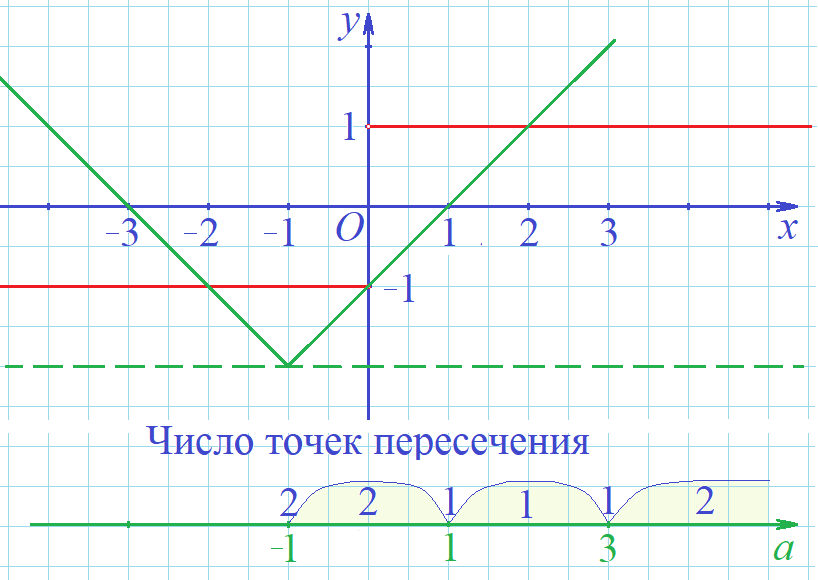 y
1
-3 -2 -1 O 1 2 3 x
-1
Число точек пересечения
2 2 1 1 1 2
-1 1 3 a